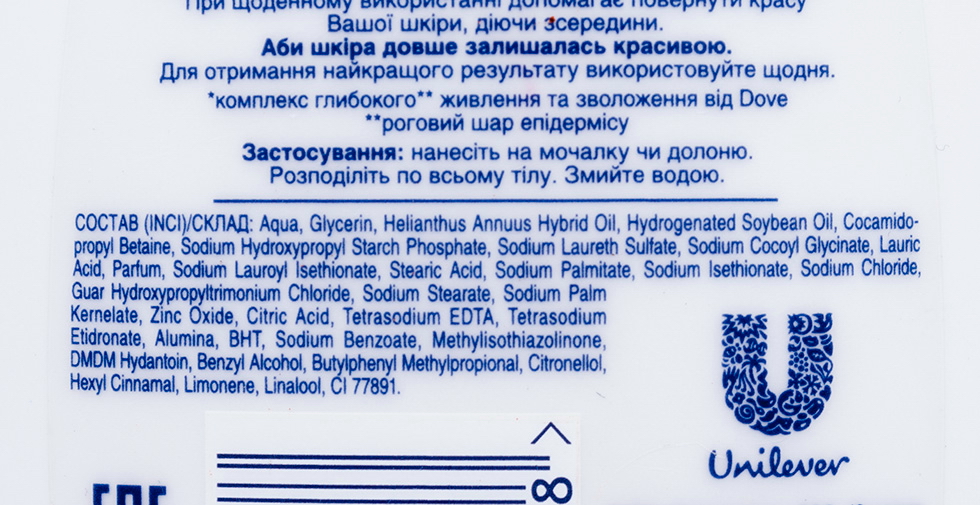 При щоденному використанні допомагає повернути красу
Вашої шкіри, діючи зсередини.
Аби шкіра довше залишалась красивою.
Для отримання найкращого результату використовуйте щодня.
*комплекс глибокого** живлення та зволоження від Dove
**роговий шар епідермісу
Застосування: нанесіть на мочалку чи долоню.
Розподіліть по всьому тілу. Змийте водою.
СОСТАВ (INCI)/СКЛАД: Aqua, Glycerin, Helianthus Annuus Hybrid Oil, Hydrogenated Soybean Oil, Cocamido-
propyl Betaine, Sodium Hydroxypropyl Starch Phosphate, Sodium Laureth Sulfate, Sodium Cocoyl Glycinate, Lauric
Acid, Parfum, Sodium Lauroyl Isethionate, Stearic Acid, Sodium Palmitate, Sodium Isethionate, Sodium Chloride,
Guar Hydroxypropyltrimonium Chloride, Sodium Stearate, Sodium Palm
Kernelate, Zinc Oxide, Citric Acid, Tetrasodium EDTA, Tetrasodium
Etidronate, Alumina, BHT, Sodium Benzoate, Methylisothiazolinone,
DMDM Hydantoin, Benzyl Alcohol, Butylphenyl Methylpropional, Citronellol,
Hexyl Cinnamal, Limonene, Linalool, CI 77891.
Unilever
8